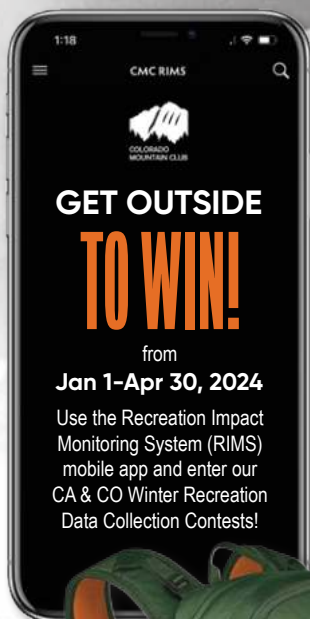 1:18
CMC RIMS
COLORADO
MOUNTAIN CLUB
GET OUTSIDE
TO WIN!
from
Jan 1-Apr 30, 2024
Use the Recreation Impact
Monitoring System (RIMS)
mobile app and enter our
CA & CO Winter Recreation
Data Collection Contests!